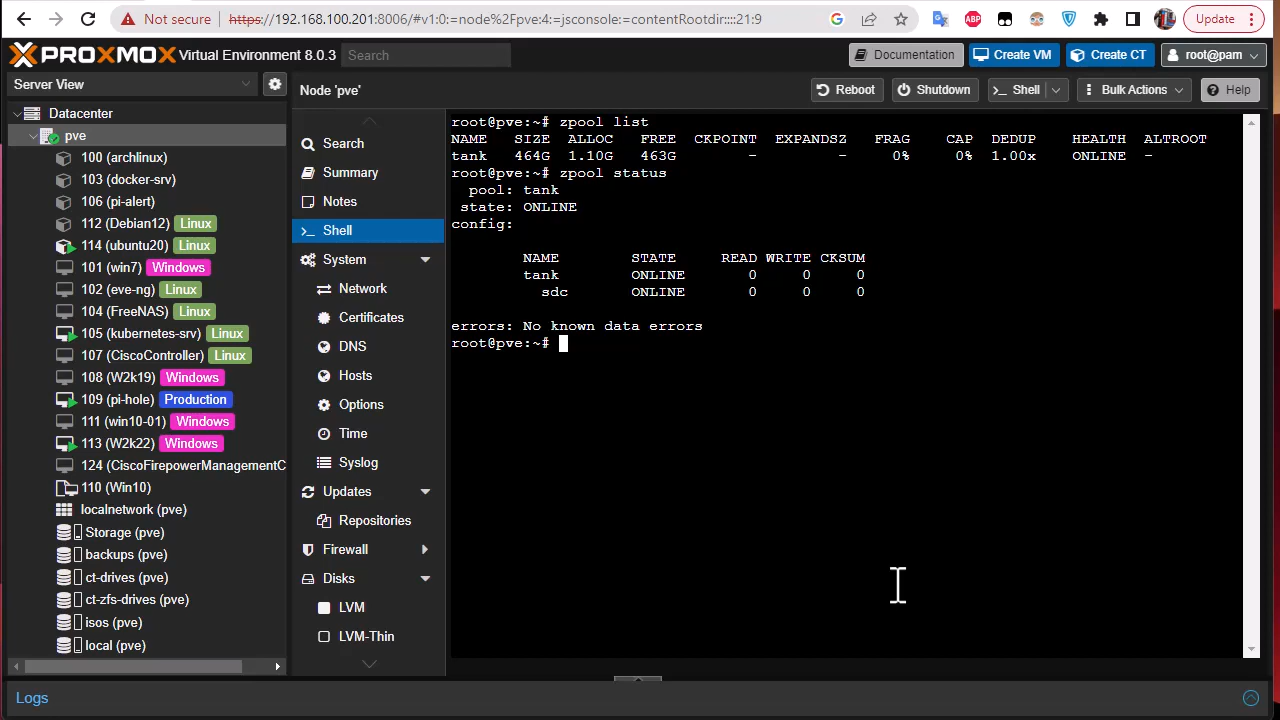 Not secure https://192.168.100.201:8006/#v1:0:=node%2Fpve:4:=jsconsole:=contentRootdir::::21:9 Update
PROXMOX Virtual Environment 8.0.3 Search Documentation Create VM Create CT root@pam
Server View
Node 'pve' Reboot Shutdown >_ Shell Bulk Actions Help
Datacenter
pve
100 (archlinux)
103 (docker-srv)
106 (pi-alert)
112 (Debian12) Linux
114 (ubuntu20) Linux
101 (win7) Windows
102 (eve-ng) Linux
104 (FreeNAS) Linux
105 (kubernetes-srv) Linux
107 (CiscoController) Linux
108 (W2k19) Windows
109 (pi-hole) Production
111 (win10-01) Windows
113 (W2k22) Windows
124 (CiscoFirepowerManagementC
110 (Win10)
localnetwork (pve)
Storage (pve)
backups (pve)
ct-drives (pve)
ct-zfs-drives (pve)
isos (pve)
local (pve)
Search
Summary
Notes
>_ Shell
System
Network
Certificates
DNS
Hosts
Options
Time
Syslog
Updates
Repositories
Firewall
Disks
LVM
LVM-Thin
root@pve:~# zpool list
NAME SIZE ALLOC FREE CKPOINT EXPANDSZ FRAG CAP DEDUP HEALTH ALTROOT
tank 464G 1.10G 463G - - 0% 0% 1.00x ONLINE -
root@pve:~# zpool status
pool: tank
state: ONLINE
config:
NAME STATE READ WRITE CKSUM
tank ONLINE 0 0 0
sdc ONLINE 0 0 0
errors: No known data errors
root@pve:~#
Logs